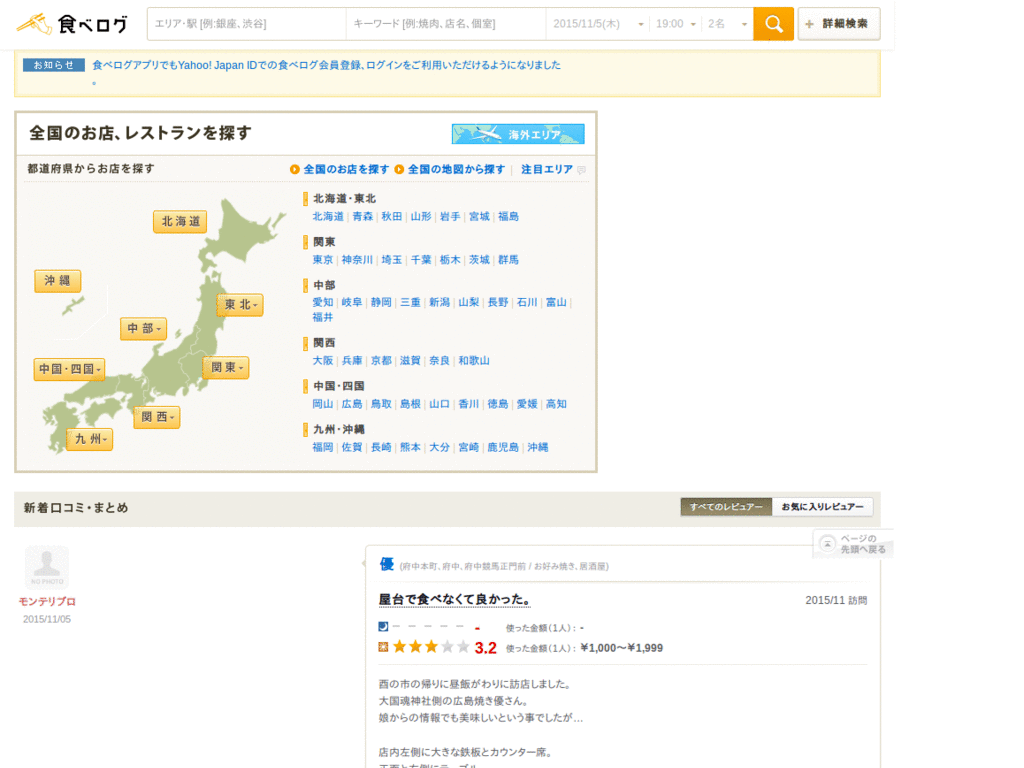 食べログ
エリア・駅 [例:銀座、渋谷]
キーワード [例:焼肉、店名、個室]
2015/11/5(木)
19:00
2名
+ 詳細検索
お知らせ
食べログアプリでもYahoo! Japan IDでの食べログ会員登録、ログインをご利用いただけるようになりました
。
全国のお店、レストランを探す
海外エリア
都道府県からお店を探す
全国のお店を探す
全国の地図から探す | 注目エリア
北海道
沖縄
東北
中部
関東
中国・四国
関西
九州
北海道・東北
北海道 | 青森 | 秋田 | 山形 | 岩手 | 宮城 | 福島
関東
東京 | 神奈川 | 埼玉 | 千葉 | 栃木 | 茨城 | 群馬
中部
愛知 | 岐阜 | 静岡 | 三重 | 新潟 | 山梨 | 長野 | 石川 | 富山 |
福井
関西
大阪 | 兵庫 | 京都 | 滋賀 | 奈良 | 和歌山
中国・四国
岡山 | 広島 | 鳥取 | 島根 | 山口 | 香川 | 徳島 | 愛媛 | 高知
九州・沖縄
福岡 | 佐賀 | 長崎 | 熊本 | 大分 | 宮崎 | 鹿児島 | 沖縄
新着口コミ・まとめ
すべてのレビュアー
お気に入りレビュアー
ページの
先頭へ戻る
NO PHOTO
モンテリブロ
2015/11/05
優 (府中本町、府中、府中競馬正門前 / お好み焼き、居酒屋)
屋台で食べなくて良かった。
2015/11 訪問
- 使った金額(1人): -
3.2 使った金額(1人): ¥1,000～¥1,999
酉の市の帰りに昼飯がわりに訪店しました。
大国魂神社側の広島焼き優さん。
娘からの情報でも美味しいという事でしたが…
店内左側に大きな鉄板とカウンター席。